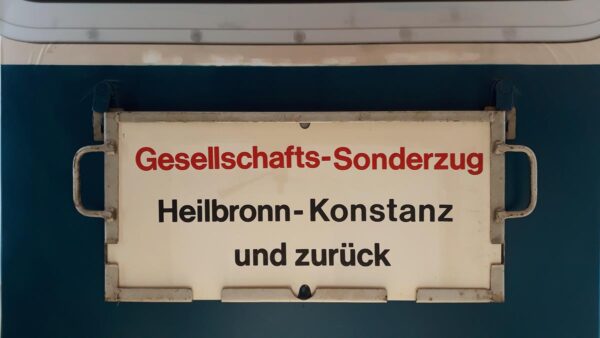 Gesellschafts-Sonderzug
Heilbronn-Konstanz
und zurück